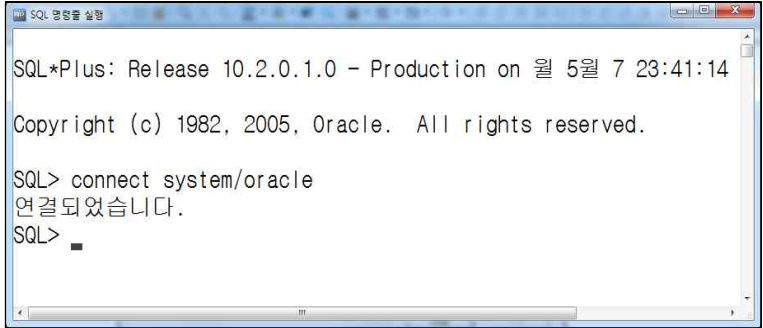 SQL 명령줄 실행
SQL*Plus: Release 10.2.0.1.0 - Production on 월 5월 7 23:41:14
Copyright (c) 1982, 2005, Oracle.  All rights reserved.
SQL> connect system/oracle
연결되었습니다.
SQL>